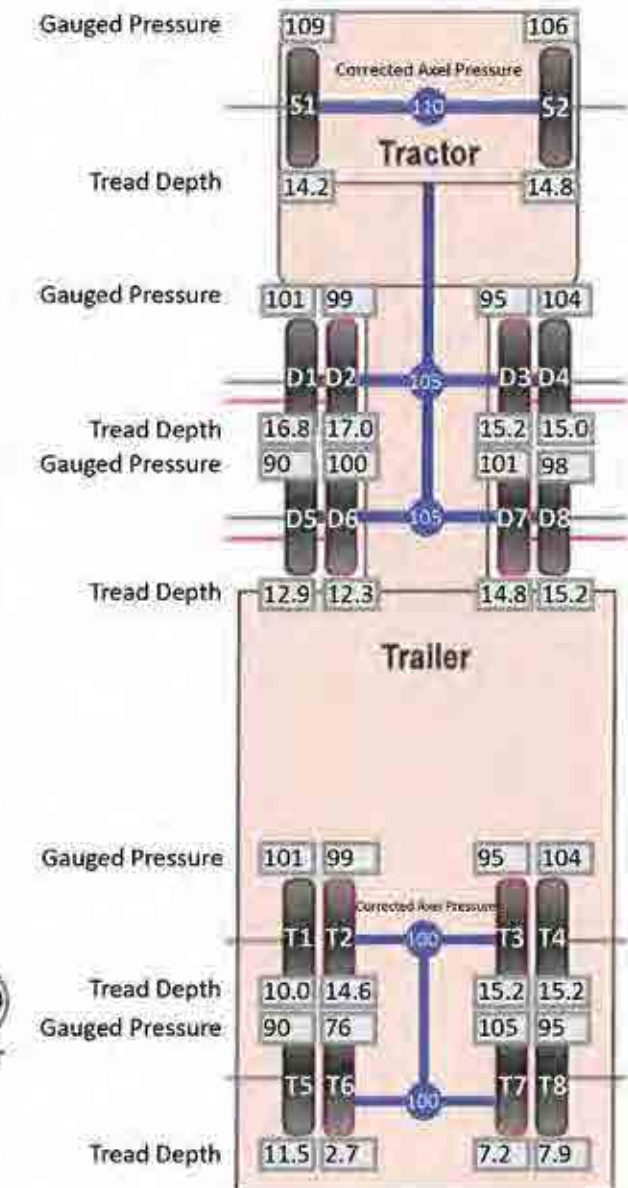 Gauged Pressure 109 106
Corrected Axel Pressure
S1 110 S2
Tractor
Tread Depth 14.2 14.8
Gauged Pressure 101 99 95 104
D1 D2 105 D3 D4
Tread Depth 16.8 17.0 15.2 15.0
Gauged Pressure 90 100 101 98
D5 D6 105 D7 D8
Tread Depth 12.9 12.3 14.8 15.2
Trailer
Gauged Pressure 101 99 95 104
Corrected Axel Pressure
T1 T2 100 T3 T4
Tread Depth 10.0 14.6 15.2 15.2
Gauged Pressure 90 76 105 95
T5 T6 100 T7 T8
Tread Depth 11.5 2.7 7.2 7.9